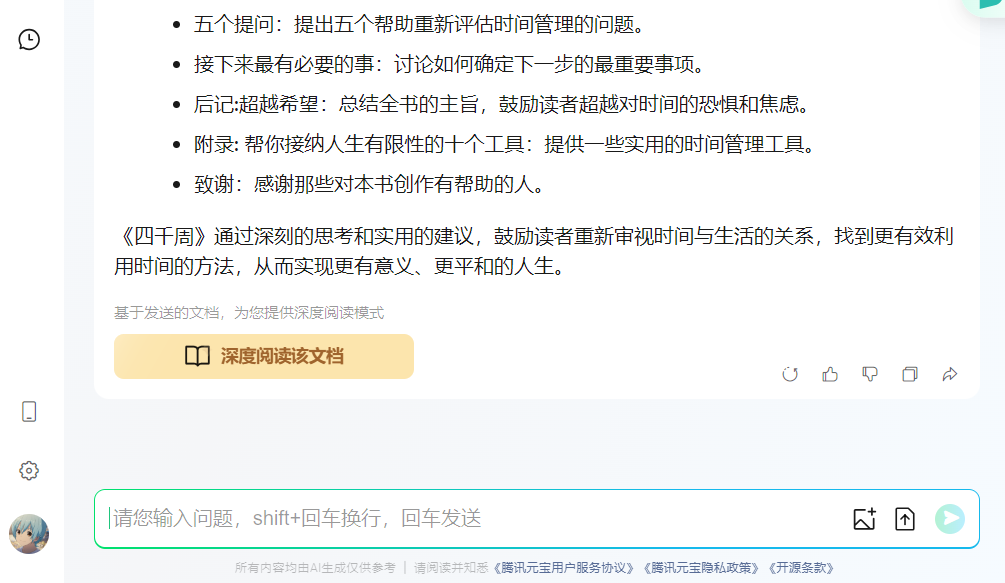 • 五个提问：提出五个帮助重新评估时间管理的问题。
• 接下来最有必要的事：讨论如何确定下一步的最重要事项。
• 后记:超越希望：总结全书的主旨，鼓励读者超越对时间的恐惧和焦虑。
• 附录: 帮你接纳人生有限性的十个工具：提供一些实用的时间管理工具。
• 致谢：感谢那些对本书创作有帮助的人。
《四千周》通过深刻的思考和实用的建议，鼓励读者重新审视时间与生活的关系，找到更有效利
用时间的方法，从而实现更有意义、更平和的人生。
基于发送的文档，为您提供深度阅读模式
深度阅读该文档
请您输入问题，shift+回车换行，回车发送
所有内容均由AI生成仅供参考 | 请阅读并知悉《腾讯元宝用户服务协议》《腾讯元宝隐私政策》《开源条款》